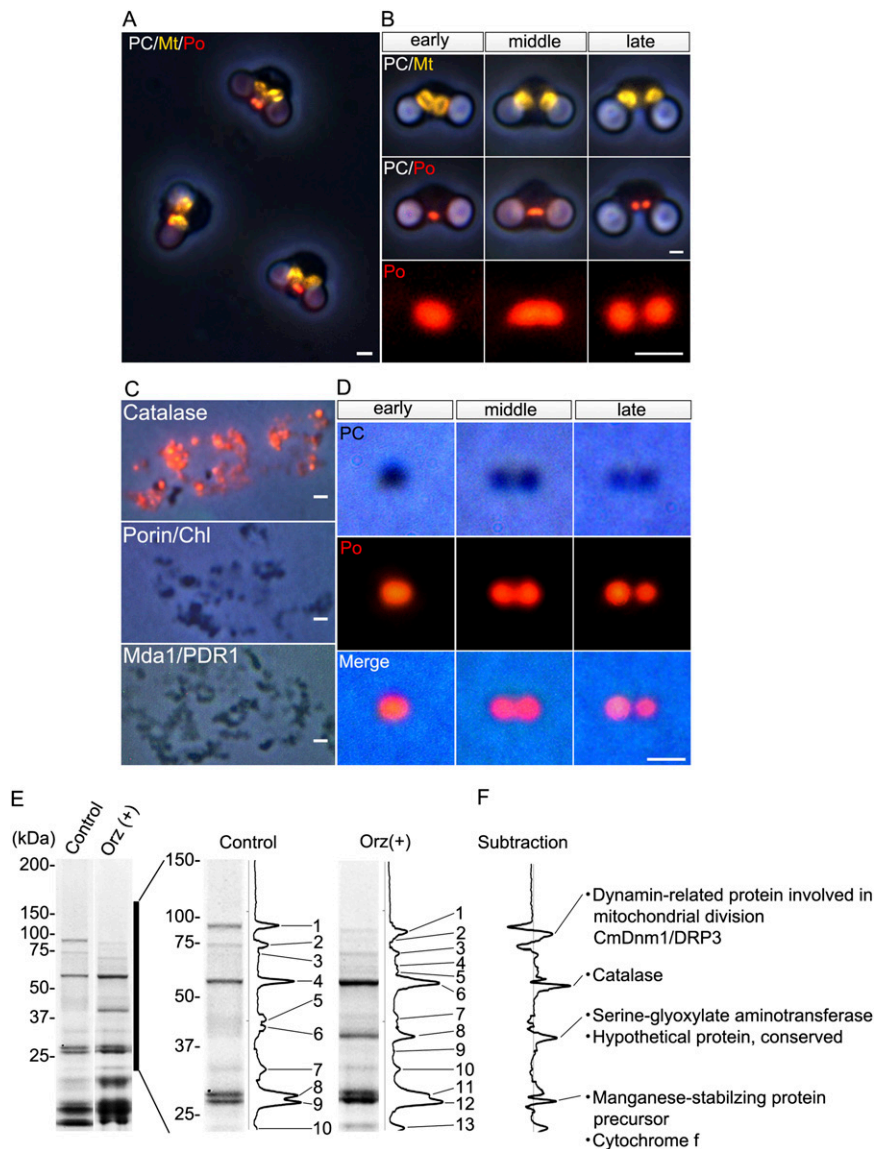 A
PC/Mt/Po
B
early
middle
late
PC/Mt
PC/Po
Po
C
Catalase
Porin/Chl
Mda1/PDR1
D
early
middle
late
PC
Po
Merge
E
(kDa)
Control
Orz (+)
200-
150-
100-
75-
50-
37-
25-
Control
150-
100-
75-
50-
37-
25-
1
2
3
4
5
6
7
8
9
10
Orz(+)
1
2
3
4
5
6
7
8
9
10
11
12
13
F
Subtraction
•Dynamin-related protein involved in
mitochondrial division
CmDnm1/DRP3
•Catalase
•Serine-glyoxylate aminotransferase
•Hypothetical protein, conserved
•Manganese-stabilzing protein
precursor
•Cytochrome f